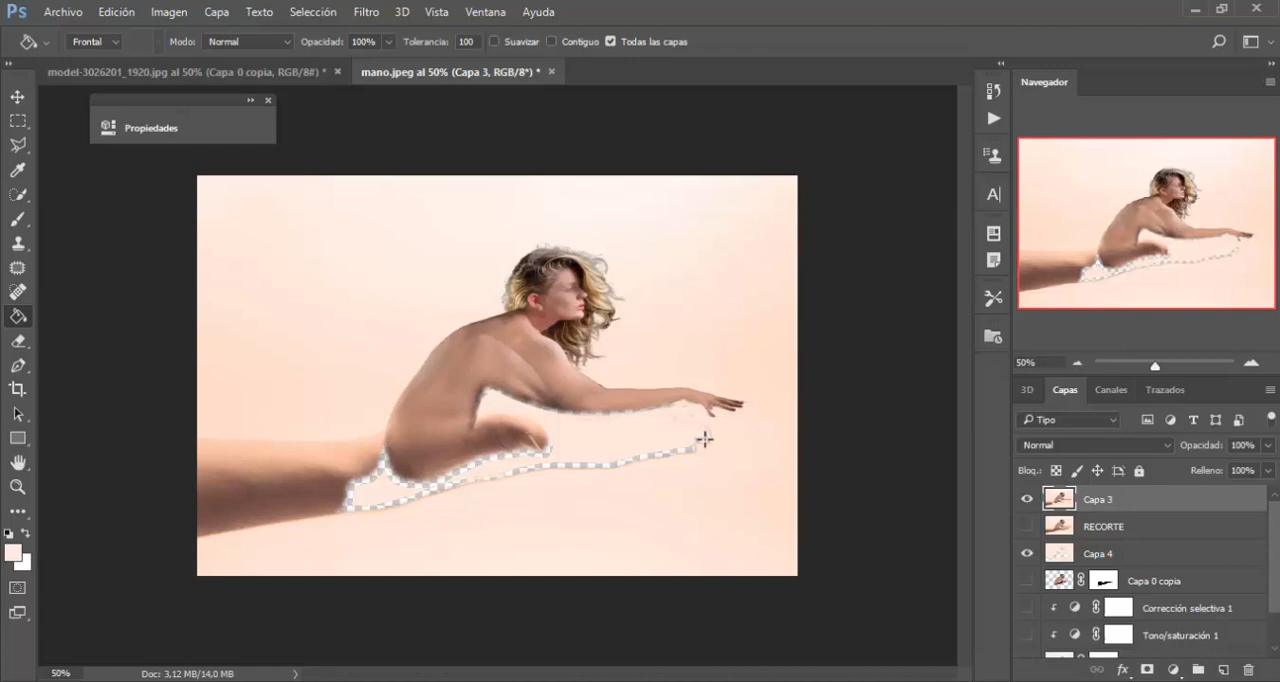 Ps Archivo Edición Imagen Capa Texto Selección Filtro 3D Vista Ventana Ayuda
Frontal Modo: Normal Opacidad: 100% Tolerancia: 100 Suavizar Contiguo Todas las capas
model-3026201_1920.jpg al 50% (Capa 0 copia, RGB/8#) * × mano.jpeg al 50% (Capa 3, RGB/8*) * ×
Propiedades
Navegador
50%
3D Capas Canales Trazados
Tipo
Normal Opacidad: 100%
Bloq.: Relleno: 100%
Capa 3
RECORTE
Capa 4
Capa 0 copia
Corrección selectiva 1
Tono/saturación 1
50% Doc: 3,12 MB/14,0 MB